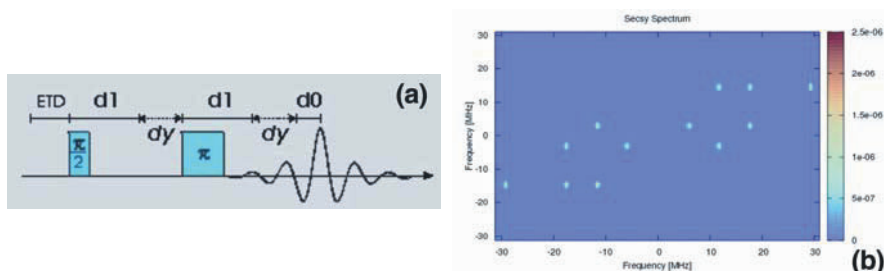 (a)
ETD d1 d1 d0
dy dy
π
2
π
Secsy Spectrum
Frequency [MHz]
30
20
10
0
-10
-20
-30
-30 -20 -10 0 10 20 30
Frequency [MHz]
2.5e-06
2e-06
1.5e-06
1e-06
5e-07
0
(b)